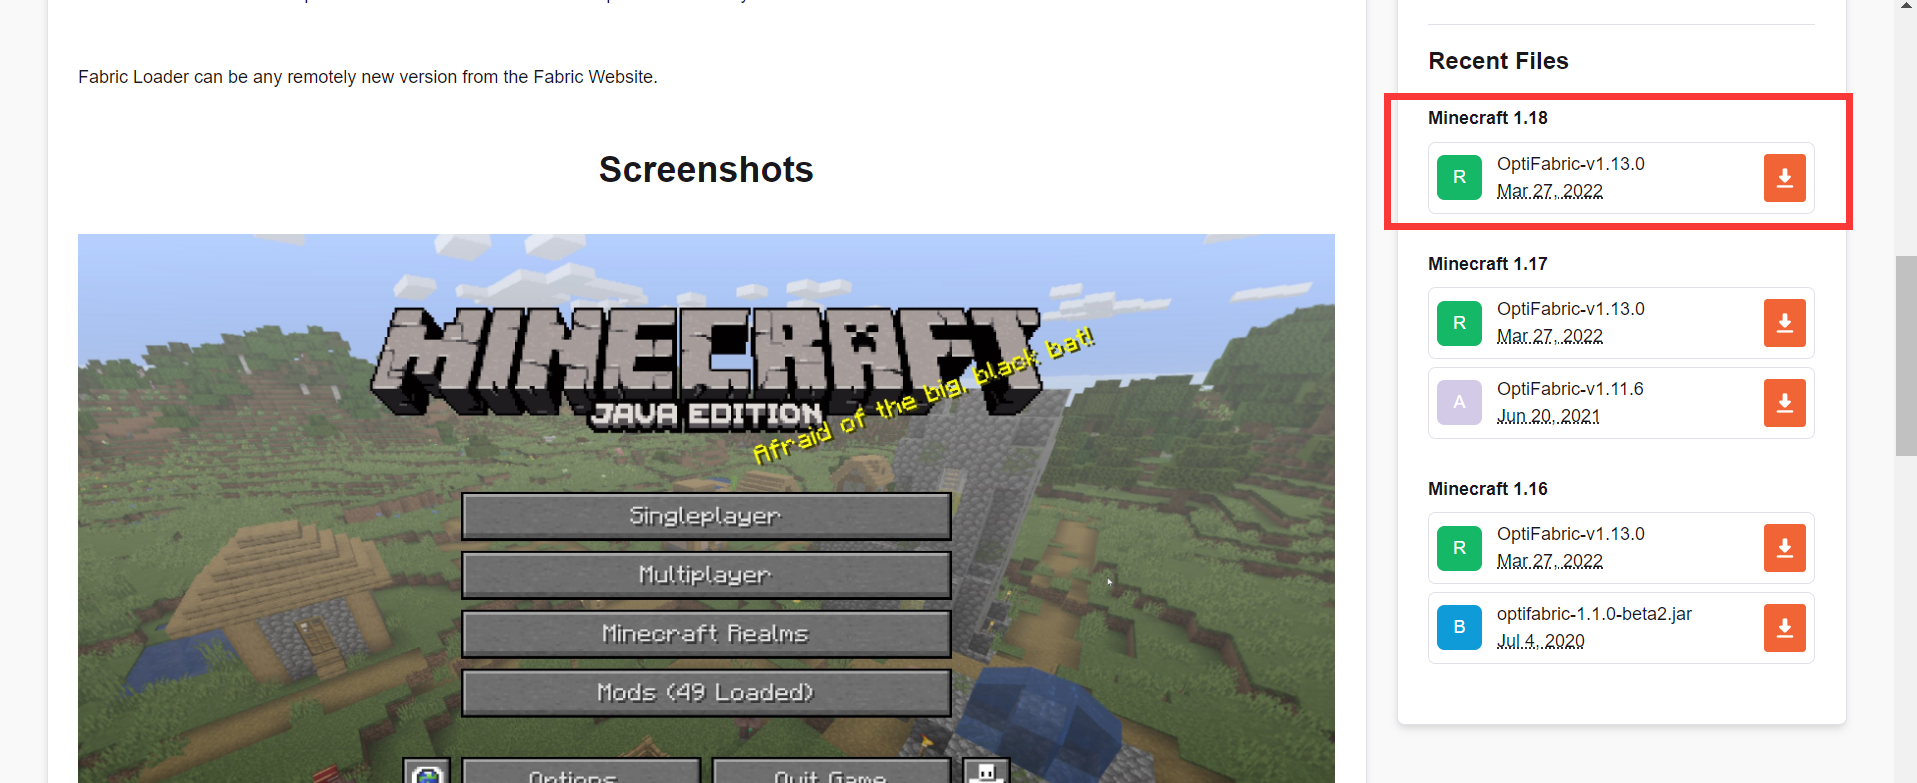 Fabric Loader can be any remotely new version from the Fabric Website.
Screenshots
MINECRAFT
JAVA EDITION
Afraid of the big, black bat!
Singleplayer
Multiplayer
Minecraft Realms
Mods (49 Loaded)
Options...
Quit Game
Recent Files
Minecraft 1.18
R
OptiFabric-v1.13.0
Mar 27, 2022
Minecraft 1.17
R
OptiFabric-v1.13.0
Mar 27, 2022
A
OptiFabric-v1.11.6
Jun 20, 2021
Minecraft 1.16
R
OptiFabric-v1.13.0
Mar 27, 2022
B
optifabric-1.1.0-beta2.jar
Jul 4, 2020